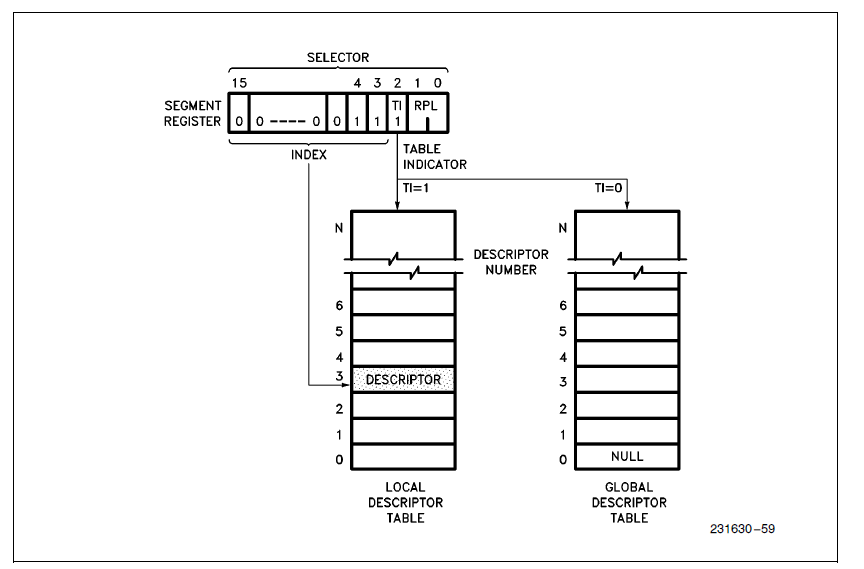 SELECTOR
15 4 3 2 1 0
SEGMENT REGISTER
TI RPL
0 0 ---- 0 0 1 1 1
INDEX
TABLE
INDICATOR
TI=1 TI=0
N N
DESCRIPTOR
NUMBER
6 6
5 5
4 4
3 DESCRIPTOR 3
2 2
1 1
0 0 NULL
LOCAL
DESCRIPTOR
TABLE
GLOBAL
DESCRIPTOR
TABLE
231630–59